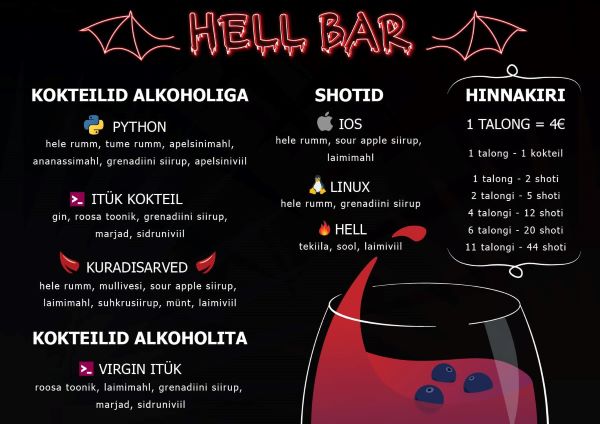 HELL BAR
KOKTEILID ALKOHOLIGA
PYTHON
hele rumm, tume rumm, apelsinimahl,
ananassimahl, grenadiini siirup, apelsiniviil
>_ ITÜK KOKTEIL
gin, roosa toonik, grenadiini siirup,
marjad, sidruniviil
KURADISARVED
hele rumm, mullivesi, sour apple siirup,
laimimahl, suhkrusiirup, münt, laimiviil
KOKTEILID ALKOHOLITA
>_ VIRGIN ITÜK
roosa toonik, laimimahl, grenadiini siirup,
marjad, sidruniviil
SHOTID
IOS
hele rumm, sour apple siirup,
laimimahl
LINUX
hele rumm, grenadiini siirup
HELL
tekiila, sool, laimiviil
HINNAKIRI
1 TALONG = 4€
1 talong - 1 kokteil
1 talong - 2 shoti
2 talongi - 5 shoti
4 talongi - 12 shoti
6 talongi - 20 shoti
11 talongi - 44 shoti